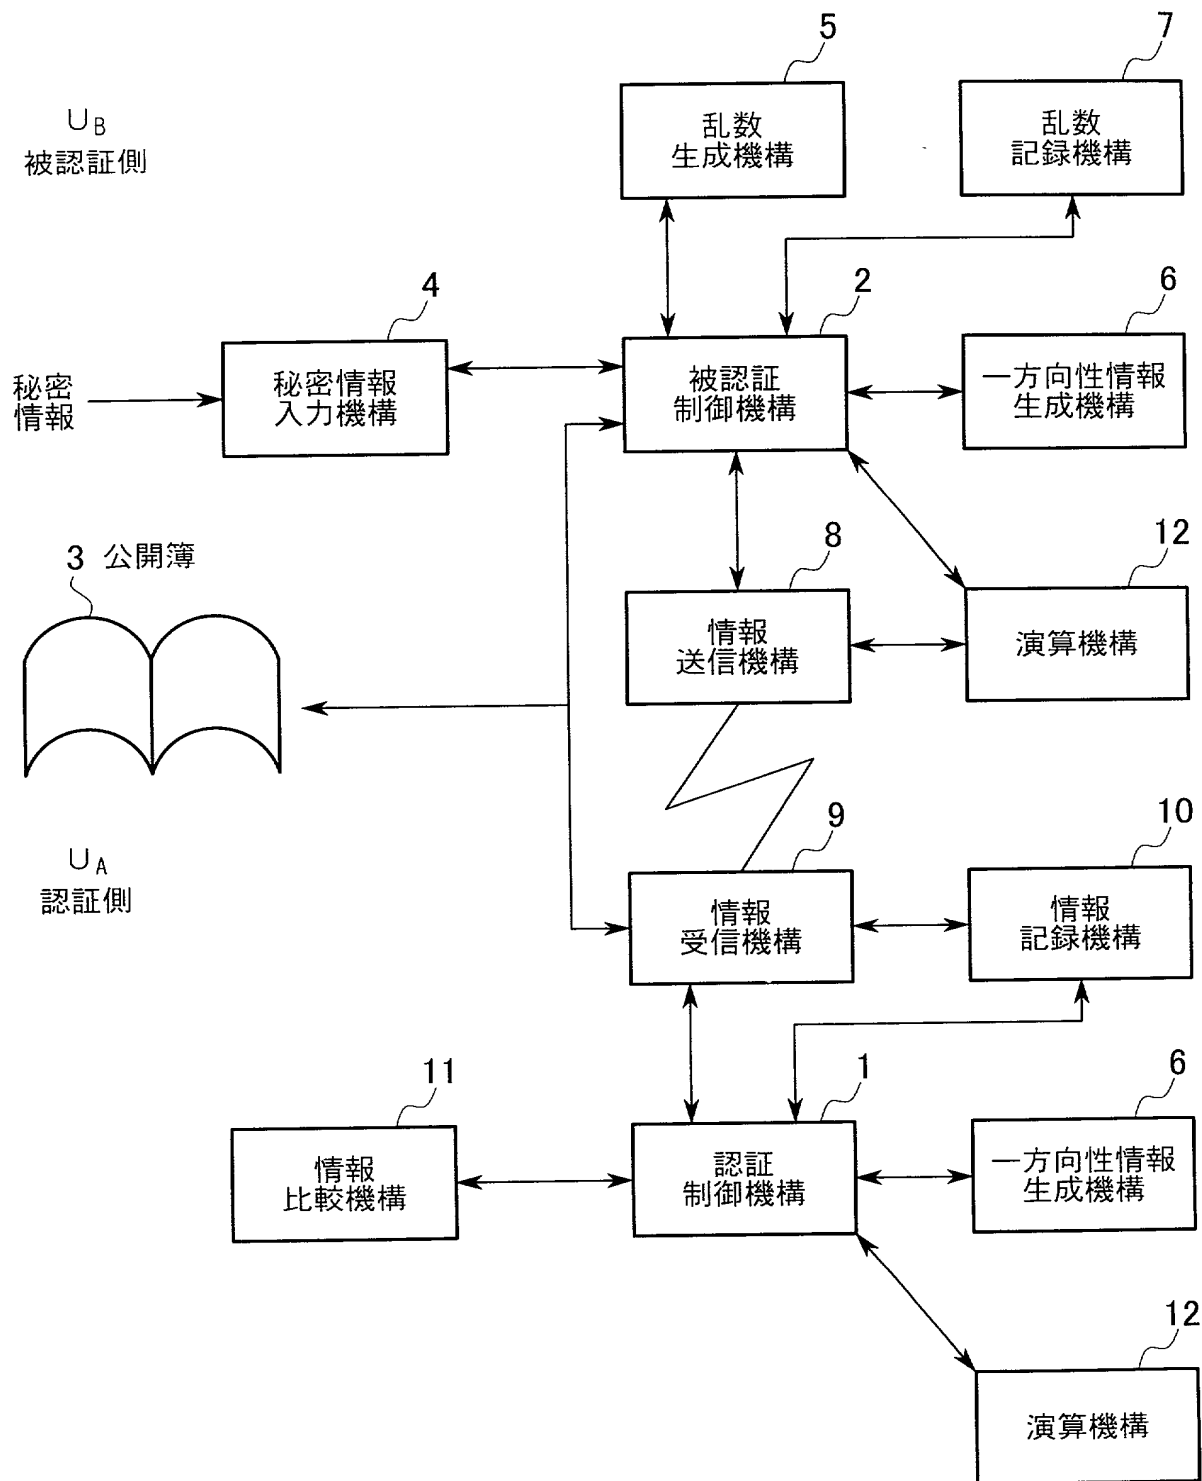 5
7
U_B
被認証側
乱数
生成機構
乱数
記録機構
4
2
6
秘密
情報
秘密情報
入力機構
被認証
制御機構
一方向性情報
生成機構
3 公開簿
8
12
情報
送信機構
演算機構
U_A
認証側
9
10
情報
受信機構
情報
記録機構
11
1
6
情報
比較機構
認証
制御機構
一方向性情報
生成機構
12
演算機構